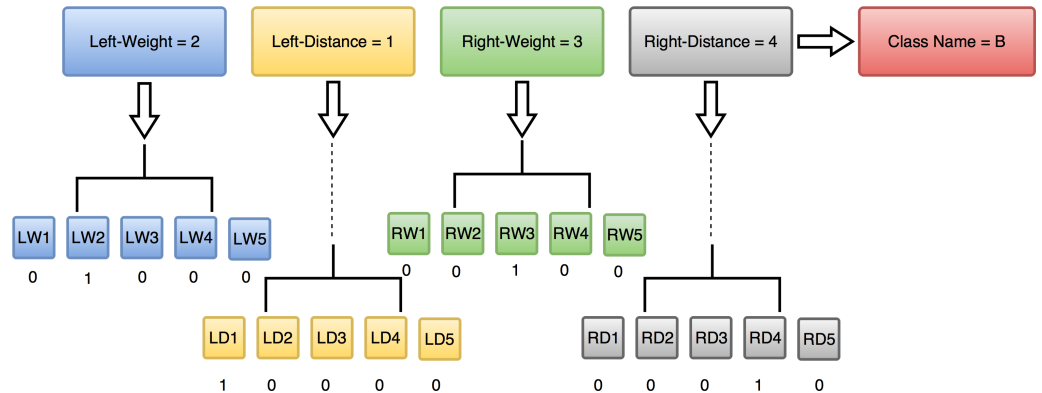 Left-Weight = 2
Left-Distance = 1
Right-Weight = 3
Right-Distance = 4
Class Name = B
LW1 LW2 LW3 LW4 LW5
0 1 0 0 0
RW1 RW2 RW3 RW4 RW5
0 0 1 0 0
LD1 LD2 LD3 LD4 LD5
1 0 0 0 0
RD1 RD2 RD3 RD4 RD5
0 0 0 1 0